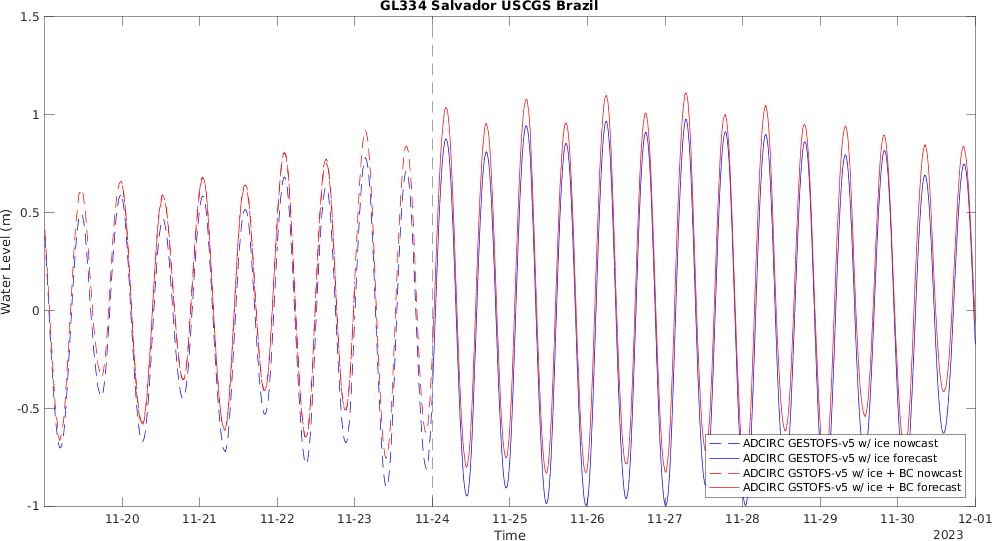 GL334 Salvador USCGS Brazil
1.5
1
0.5
0
-0.5
-1
Water Level (m)
11-20
11-21
11-22
11-23
11-24
11-25
11-26
11-27
11-28
11-29
11-30
12-01
Time
2023
ADCIRC GESTOFS-v5 w/ ice nowcast
ADCIRC GESTOFS-v5 w/ ice forecast
ADCIRC GSTOFS-v5 w/ ice + BC nowcast
ADCIRC GSTOFS-v5 w/ ice + BC forecast